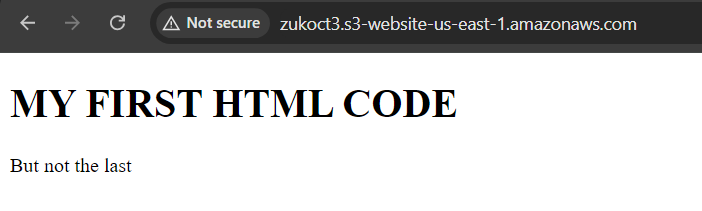 Not secure zukoct3.s3-website-us-east-1.amazonaws.com
MY FIRST HTML CODE
But not the last